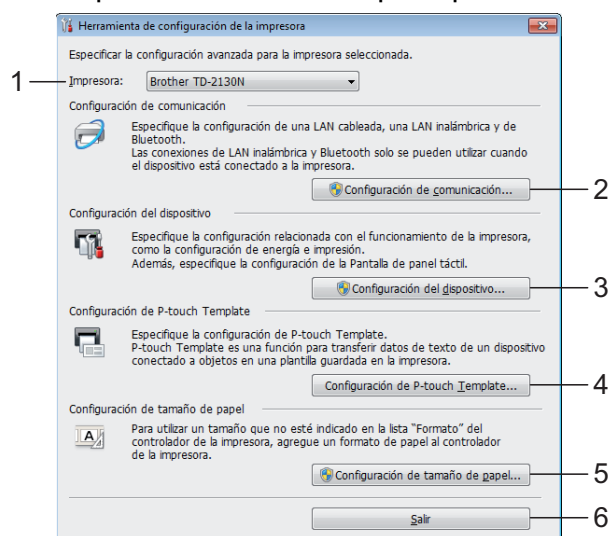 Herramienta de configuración de la impresora
Especificar la configuración avanzada para la impresora seleccionada.
1
Impresora:
Brother TD-2130N
Configuración de comunicación
Especifique la configuración de una LAN cableada, una LAN inalámbrica y de
Bluetooth.
Las conexiones de LAN inalámbrica y Bluetooth solo se pueden utilizar cuando
el dispositivo está conectado a la impresora.
Configuración de comunicación...
2
Configuración del dispositivo
Especifique la configuración relacionada con el funcionamiento de la impresora,
como la configuración de energía e impresión.
Además, especifique la configuración de la Pantalla de panel táctil.
Configuración del dispositivo...
3
Configuración de P-touch Template
Especifique la configuración de P-touch Template.
P-touch Template es una función para transferir datos de texto de un dispositivo
conectado a objetos en una plantilla guardada en la impresora.
Configuración de P-touch Template...
4
Configuración de tamaño de papel
Para utilizar un tamaño que no esté indicado en la lista "Formato" del
controlador de la impresora, agregue un formato de papel al controlador
de la impresora.
Configuración de tamaño de papel...
5
Salir
6